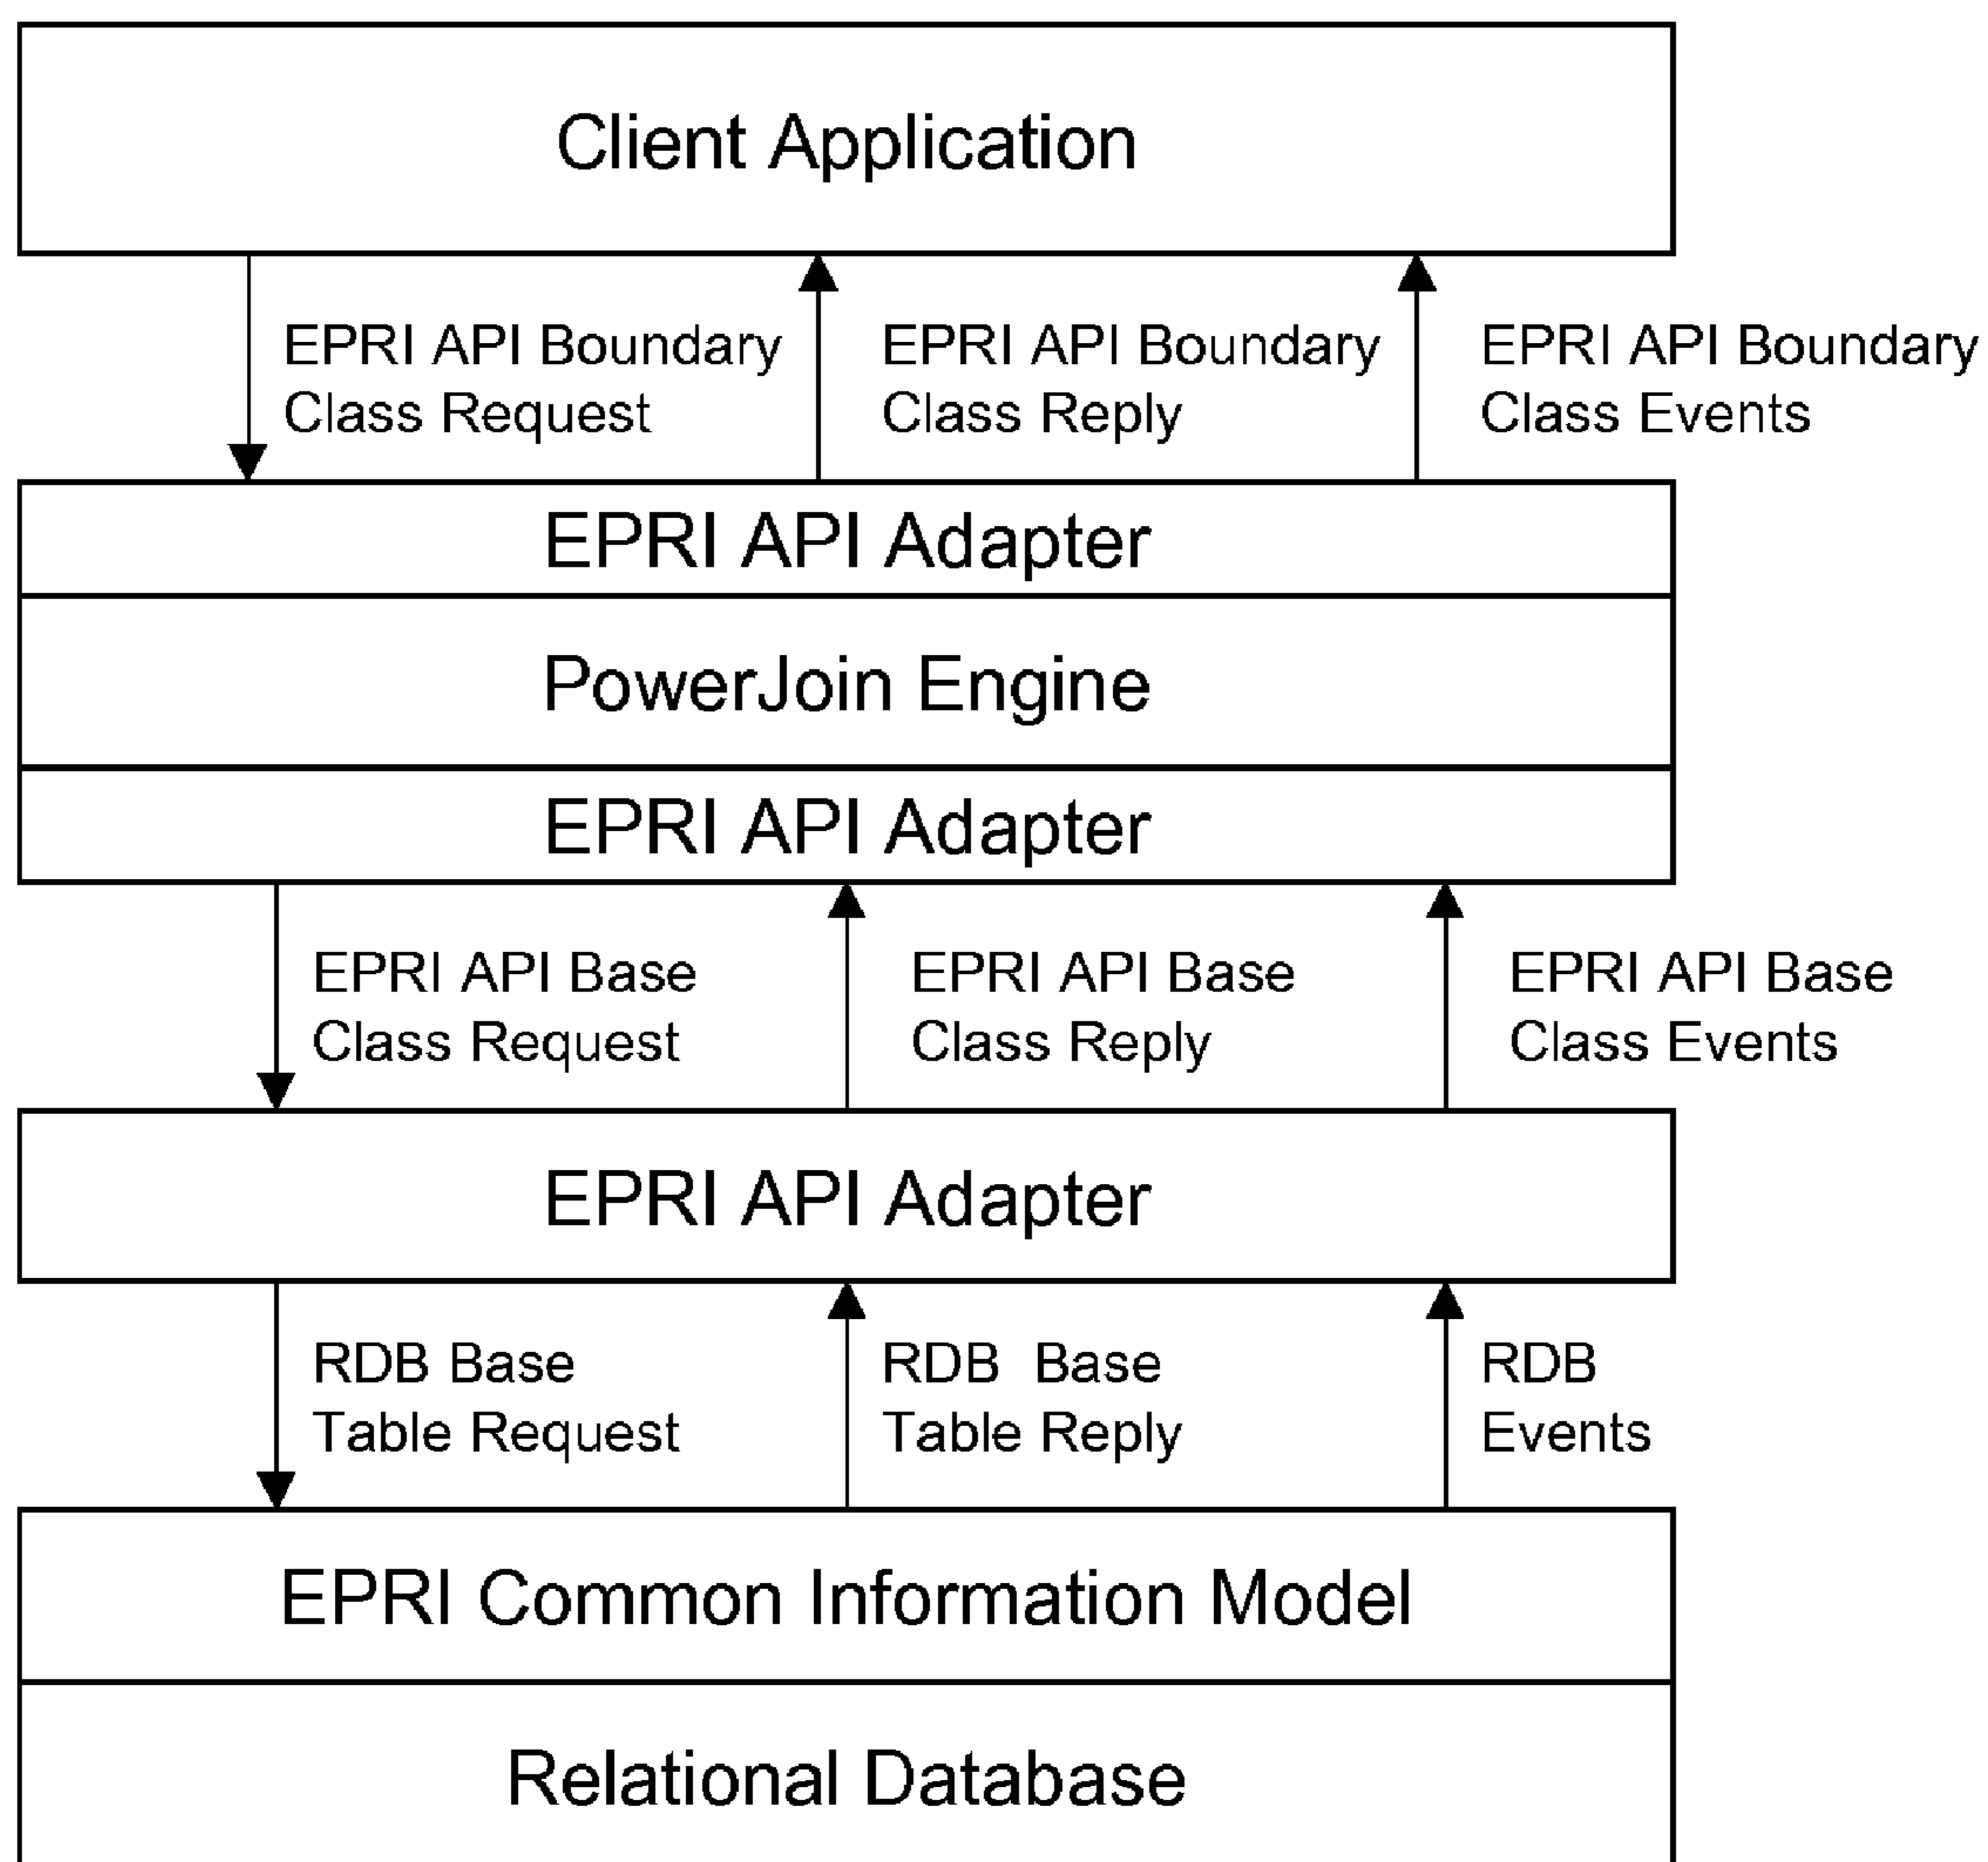 Client Application
EPRI API Boundary
Class Request
EPRI API Boundary
Class Reply
EPRI API Boundary
Class Events
EPRI API Adapter
PowerJoin Engine
EPRI API Adapter
EPRI API Base
Class Request
EPRI API Base
Class Reply
EPRI API Base
Class Events
EPRI API Adapter
RDB Base
Table Request
RDB Base
Table Reply
RDB
Events
EPRI Common Information Model
Relational Database